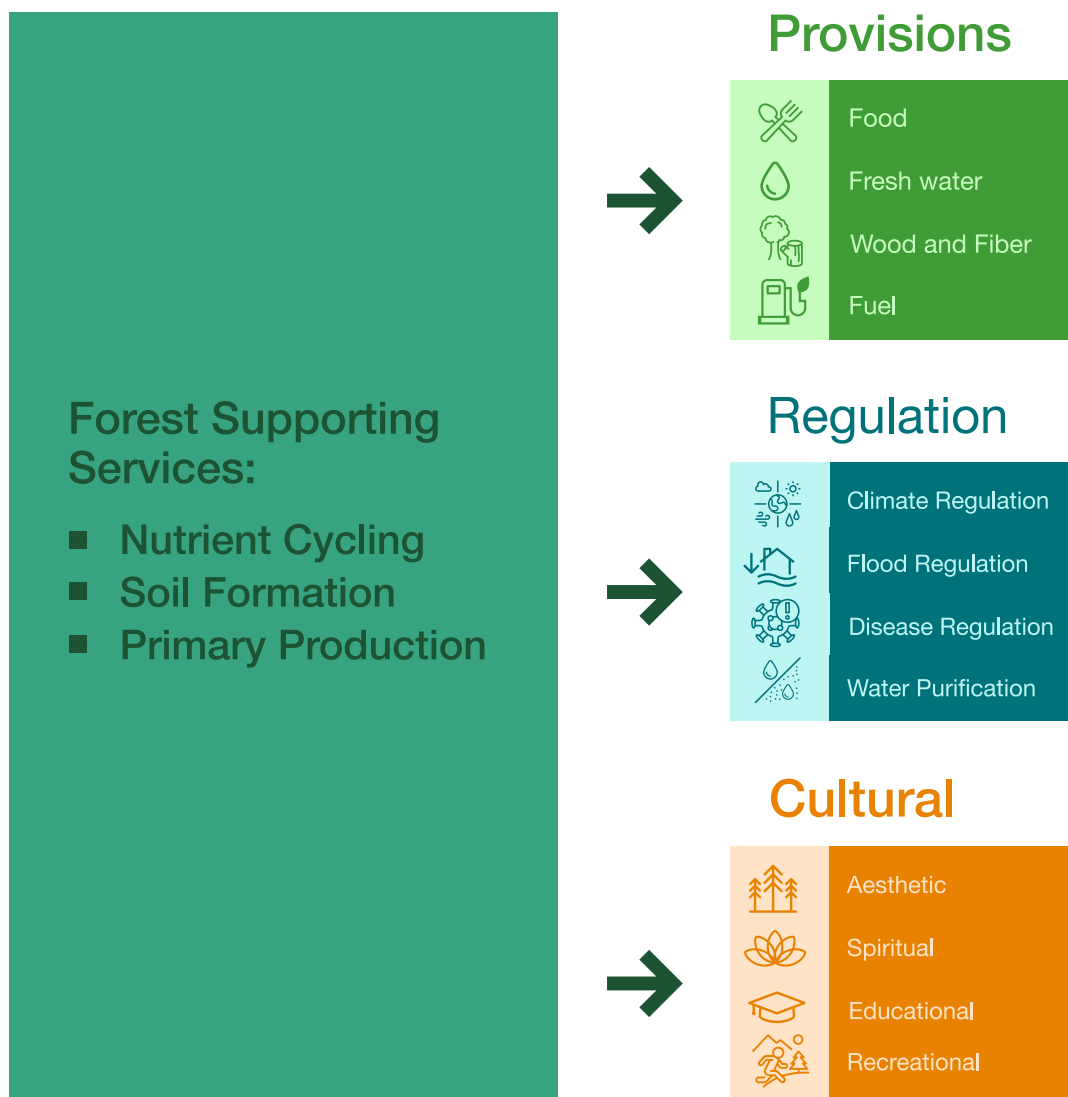 Forest Supporting
Services:
■ Nutrient Cycling
■ Soil Formation
■ Primary Production
Provisions
Food
Fresh water
Wood and Fiber
Fuel
Regulation
Climate Regulation
Flood Regulation
Disease Regulation
Water Purification
Cultural
Aesthetic
Spiritual
Educational
Recreational